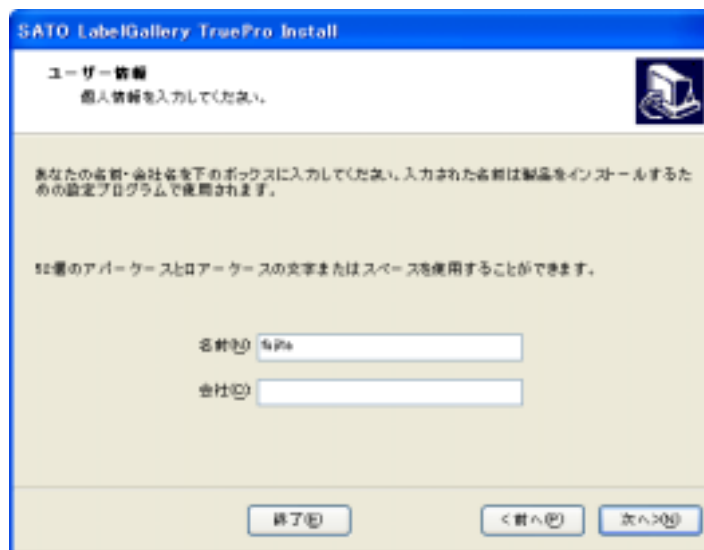 SATO LabelGallery TruePro Install
ユーザー情報
個人情報を入力してください。
あなたの名前・会社名を下のボックスに入力してください。入力された名前は製品をインストールするた
めの設定プログラムで使用されます。
50個のアパーケースとロアーケースの文字またはスペースを使用することができます。
名前(N)
会社(C)
終了(E)
<前へ(P)
次へ>(N)